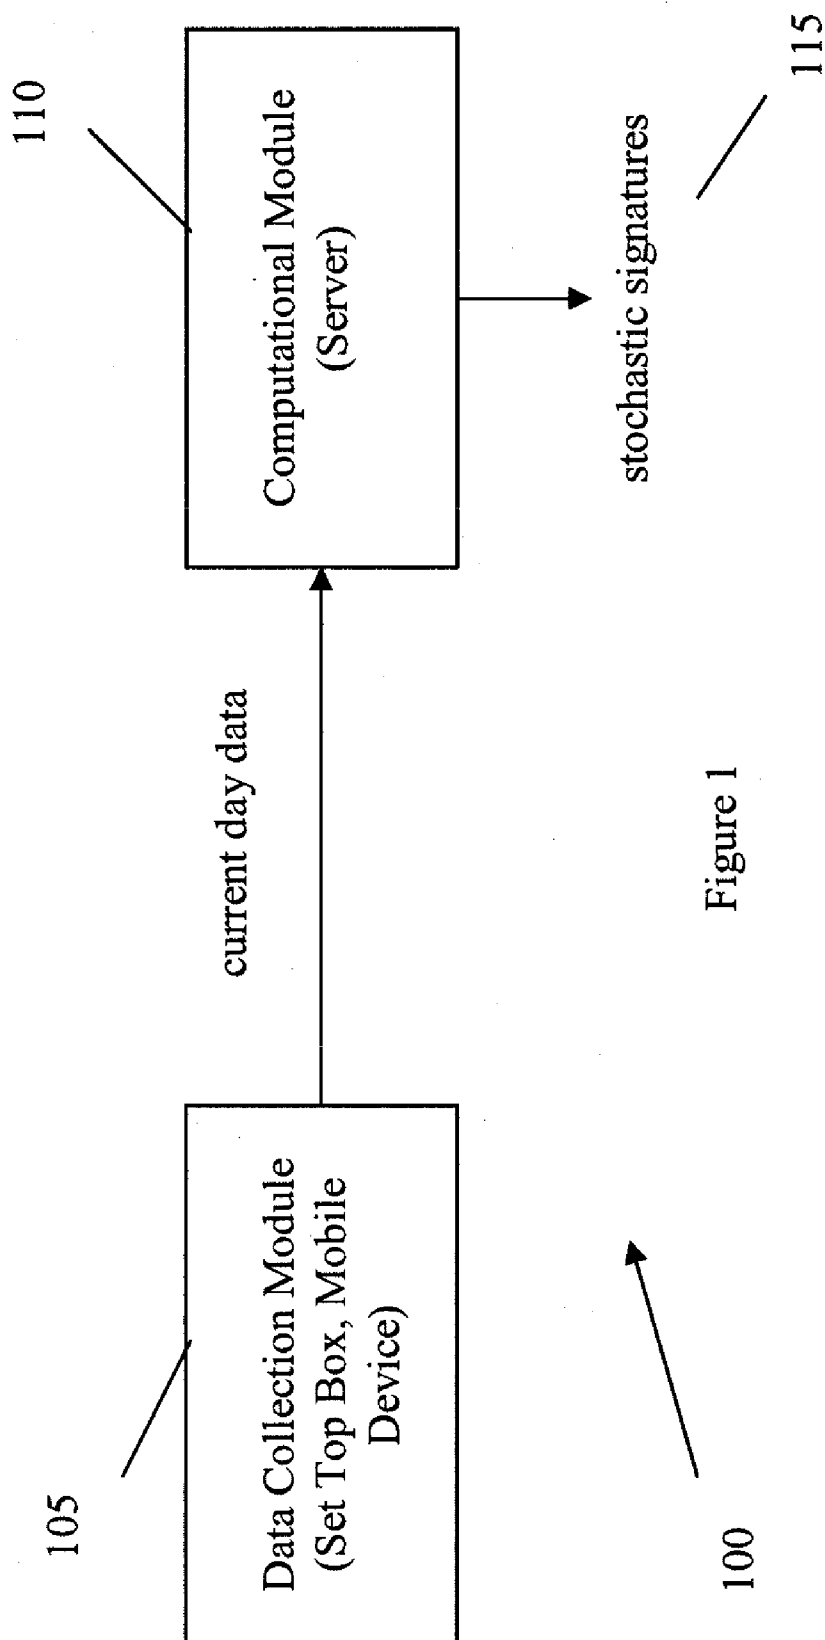 105
Data Collection Module
(Set Top Box, Mobile
Device)
current day data
110
Computational Module
(Server)
stochastic signatures
115
100
Figure 1